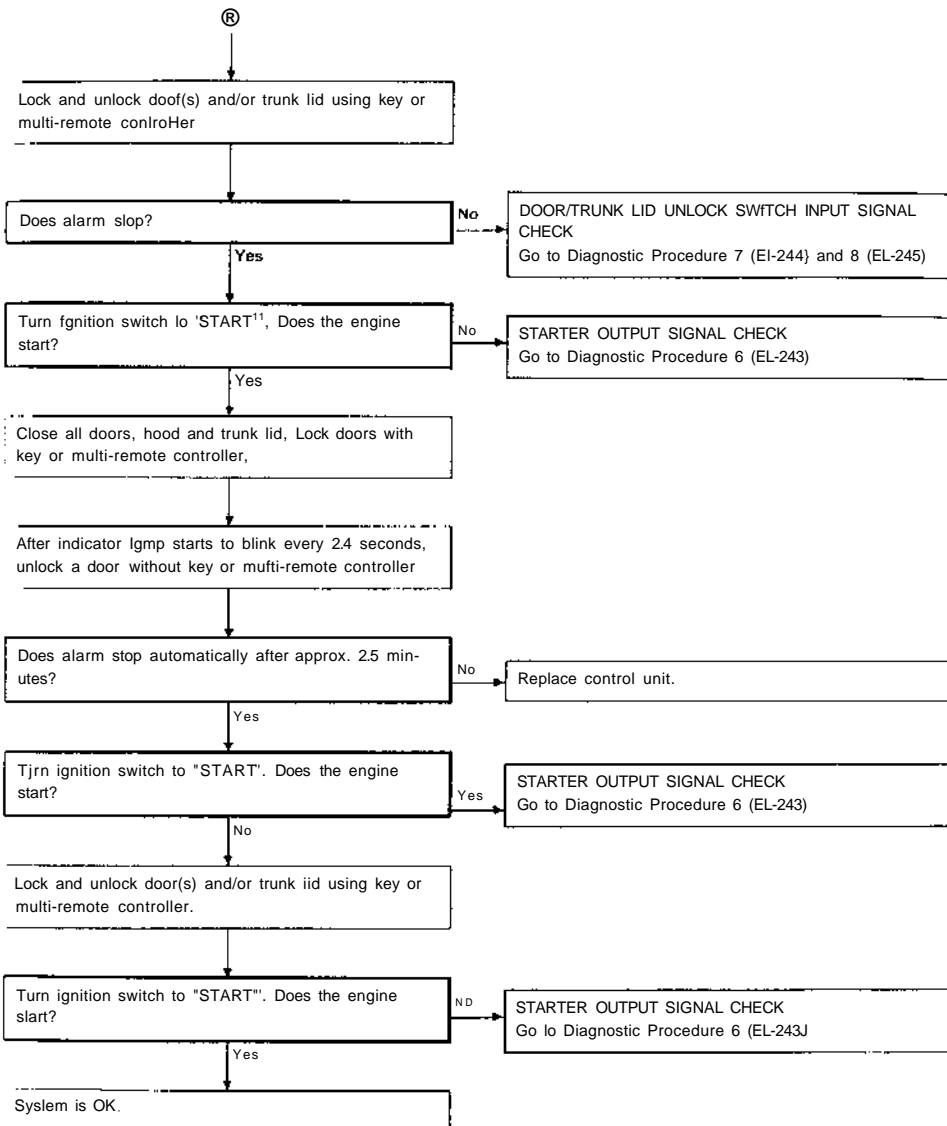 ®
Lock and unlock doof(s) and/or trunk lid using key or
multi-remote conlroHer
Does alarm slop?
No
DOOR/TRUNK LID UNLOCK SWfTCH INPUT SIGNAL
CHECK
Go to Diagnostic Procedure 7 (EI-244} and 8 (EL-245)
Yes
Turn fgnition switch lo 'START¹¹, Does the engine
start?
No
STARTER OUTPUT SIGNAL CHECK
Go to Diagnostic Procedure 6 (EL-243)
Yes
Close all doors, hood and trunk lid, Lock doors with
key or multi-remote controller,
After indicator Igmp starts to blink every 2.4 seconds,
unlock a door without key or mufti-remote controller
Does alarm stop automatically after approx. 2.5 min-
utes?
No
Replace control unit.
Yes
Tjrn ignition switch to "START'. Does the engine
start?
Yes
STARTER OUTPUT SIGNAL CHECK
Go to Diagnostic Procedure 6 (EL-243)
No
Lock and unlock door(s) and/or trunk iid using key or
multi-remote controller.
Turn ignition switch to "START"'. Does the engine
slart?
ND
STARTER OUTPUT SIGNAL CHECK
Go lo Diagnostic Procedure 6 (EL-243J
Yes
Syslem is OK.